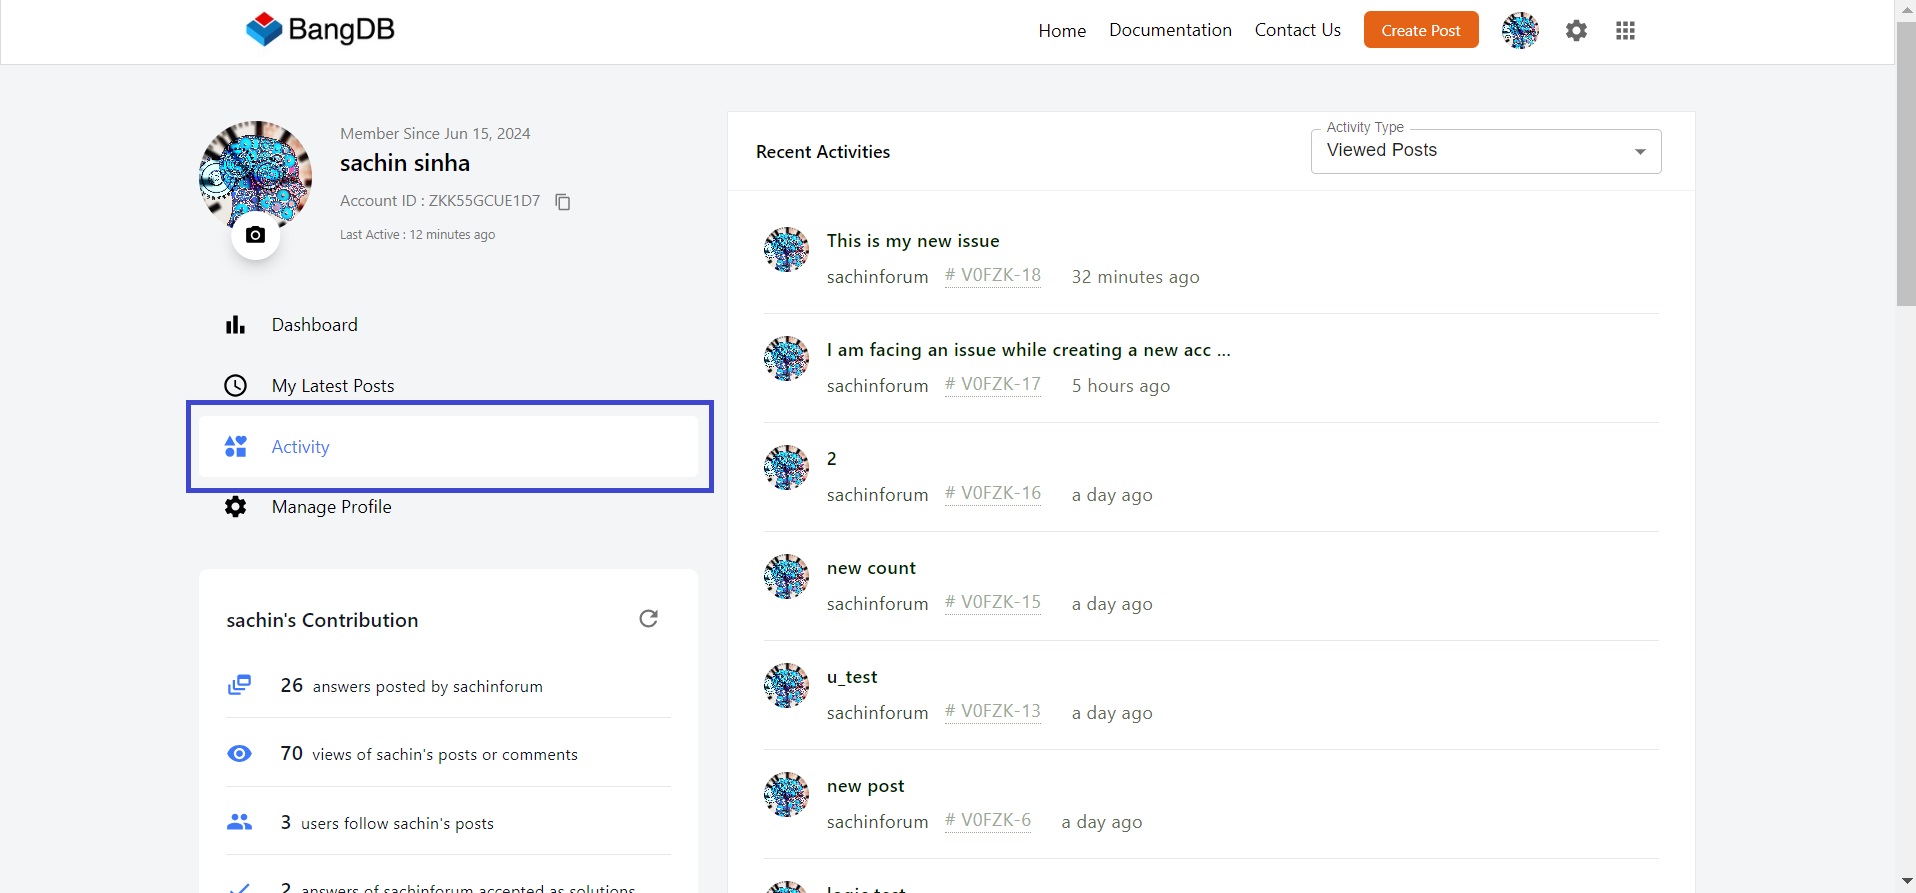 BangDB
Home Documentation Contact Us Create Post
Member Since Jun 15, 2024
sachin sinha
Account ID : ZKK55GCUE1D7
Last Active : 12 minutes ago
Dashboard
My Latest Posts
Activity
Manage Profile
sachin's Contribution
26 answers posted by sachinforum
70 views of sachin's posts or comments
3 users follow sachin's posts
2 answers of sachinforum accepted as solutions
Recent Activities
Activity Type
Viewed Posts
This is my new issue
sachinforum # V0FZK-18 32 minutes ago
I am facing an issue while creating a new acc ...
sachinforum # V0FZK-17 5 hours ago
2
sachinforum # V0FZK-16 a day ago
new count
sachinforum # V0FZK-15 a day ago
u_test
sachinforum # V0FZK-13 a day ago
new post
sachinforum # V0FZK-6 a day ago
logic test